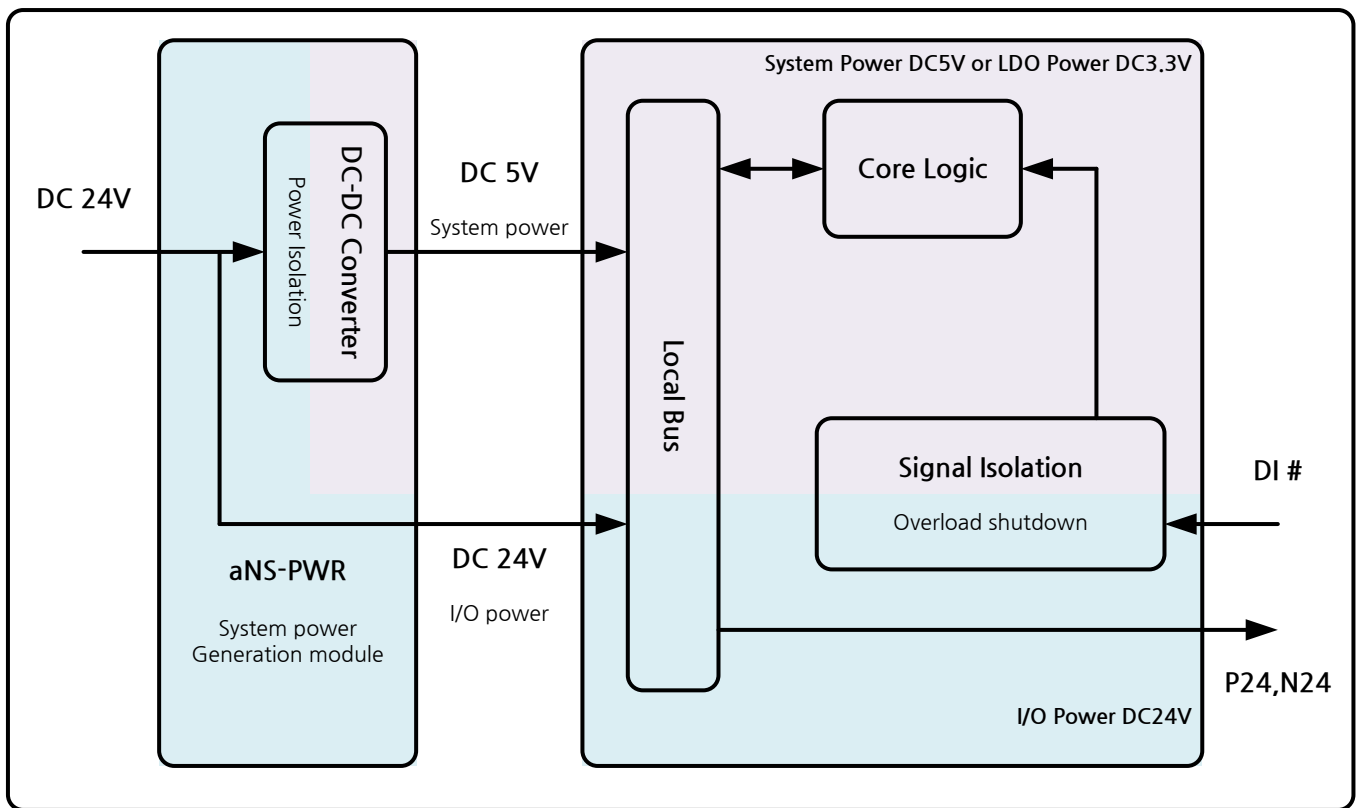 System Power DC5V or LDO Power DC3.3V
DC 24V
Power Isolation
DC-DC Converter
DC 5V
System power
Core Logic
Local Bus
Signal Isolation
Overload shutdown
DI #
DC 24V
I/O power
aNS-PWR
System power
Generation module
P24,N24
I/O Power DC24V